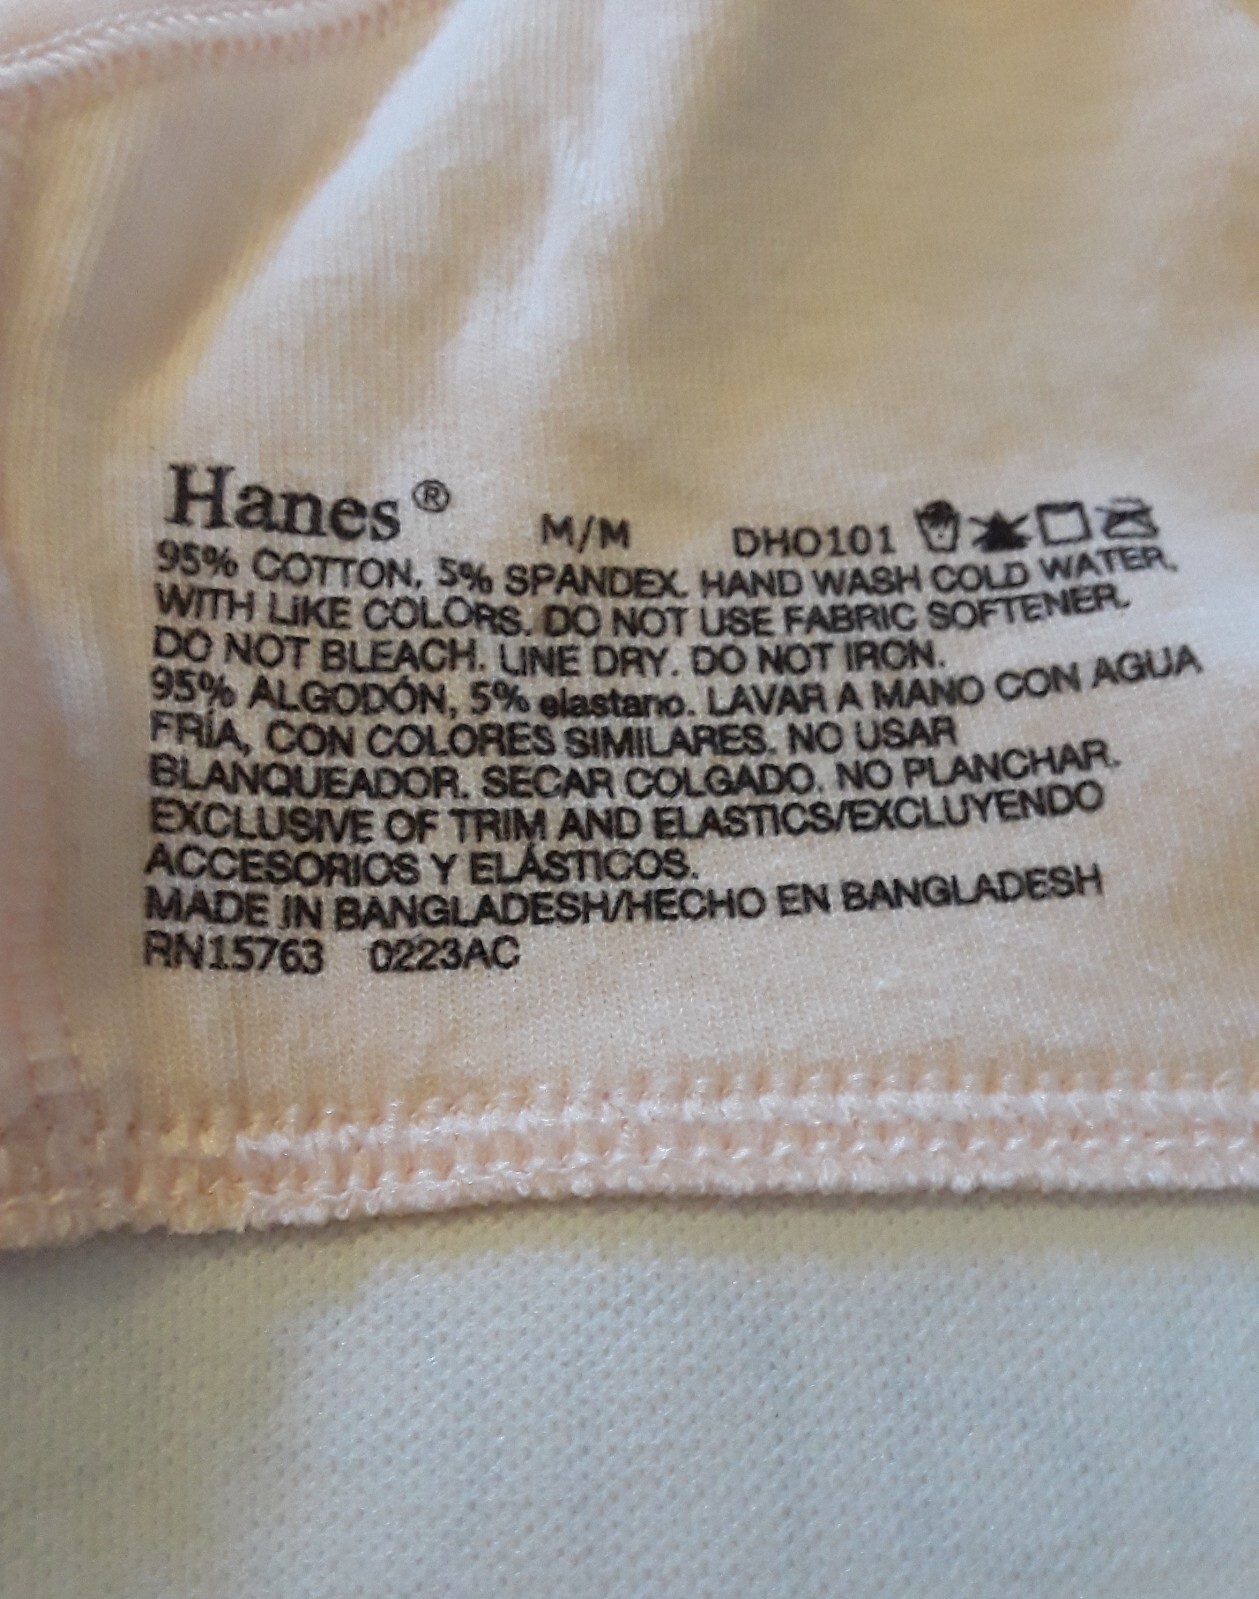 Hanes®
M/M DHO101
95% COTTON, 5% SPANDEX. HAND WASH COLD WATER,
WITH LIKE COLORS. DO NOT USE FABRIC SOFTENER.
DO NOT BLEACH. LINE DRY. DO NOT IRON.
95% ALGODÓN, 5% elastano. LAVAR A MANO CON AGUA
FRÍA, CON COLORES SIMILARES. NO USAR
BLANQUEADOR. SECAR COLGADO. NO PLANCHAR.
EXCLUSIVE OF TRIM AND ELASTICS/EXCLUYENDO
ACCESORIOS Y ELÁSTICOS.
MADE IN BANGLADESH/HECHO EN BANGLADESH
RN15763 0223AC